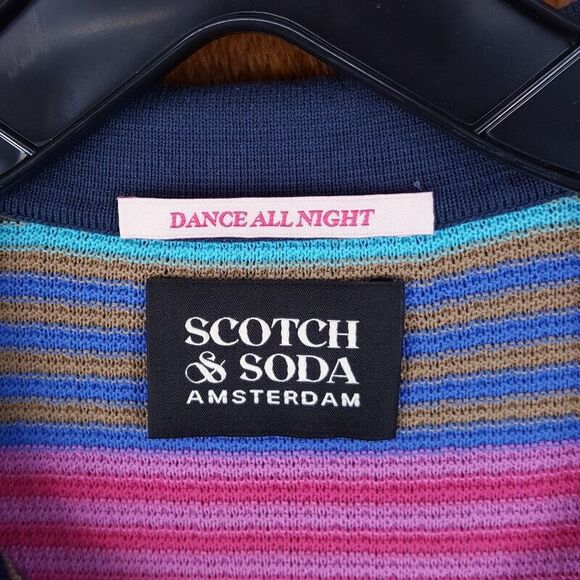 DANCE ALL NIGHT
SCOTCH
& SODA
AMSTERDAM